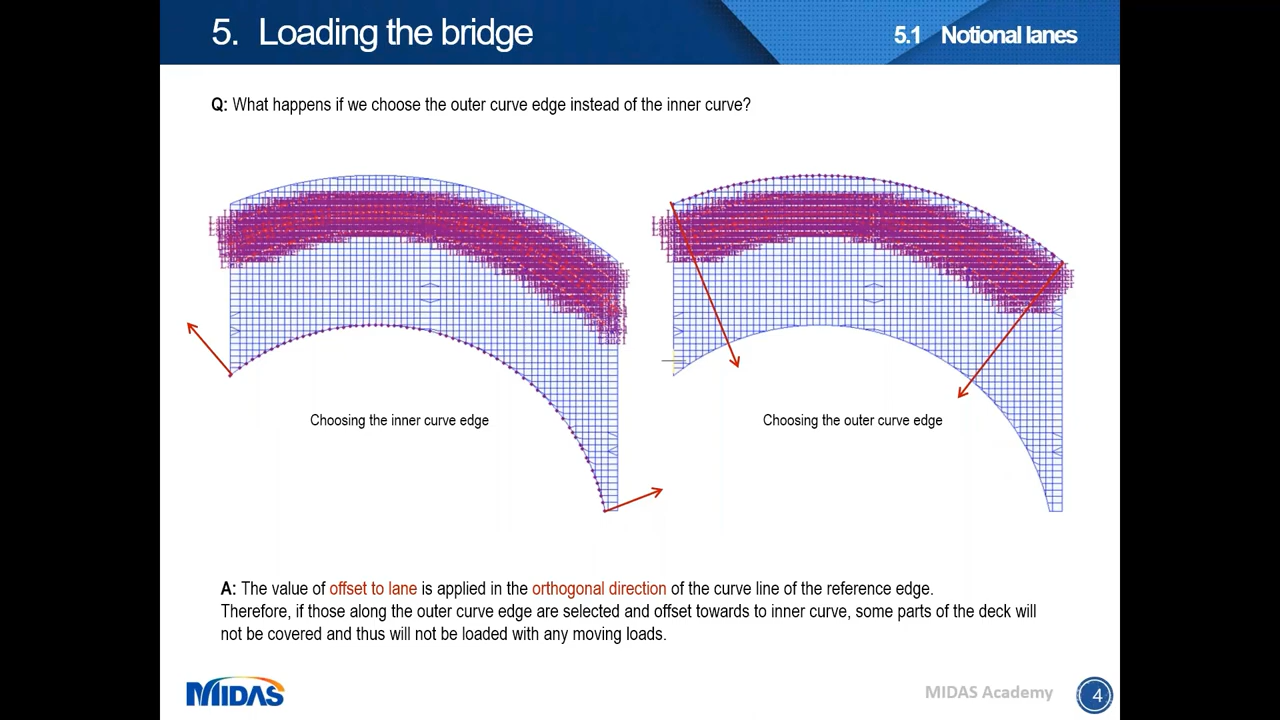 5. Loading the bridge
5.1 Notional lanes
Q: What happens if we choose the outer curve edge instead of the inner curve?
Choosing the inner curve edge
Choosing the outer curve edge
A: The value of offset to lane is applied in the orthogonal direction of the curve line of the reference edge.
Therefore, if those along the outer curve edge are selected and offset towards to inner curve, some parts of the deck will
not be covered and thus will not be loaded with any moving loads.
MIDAS
MIDAS Academy
4